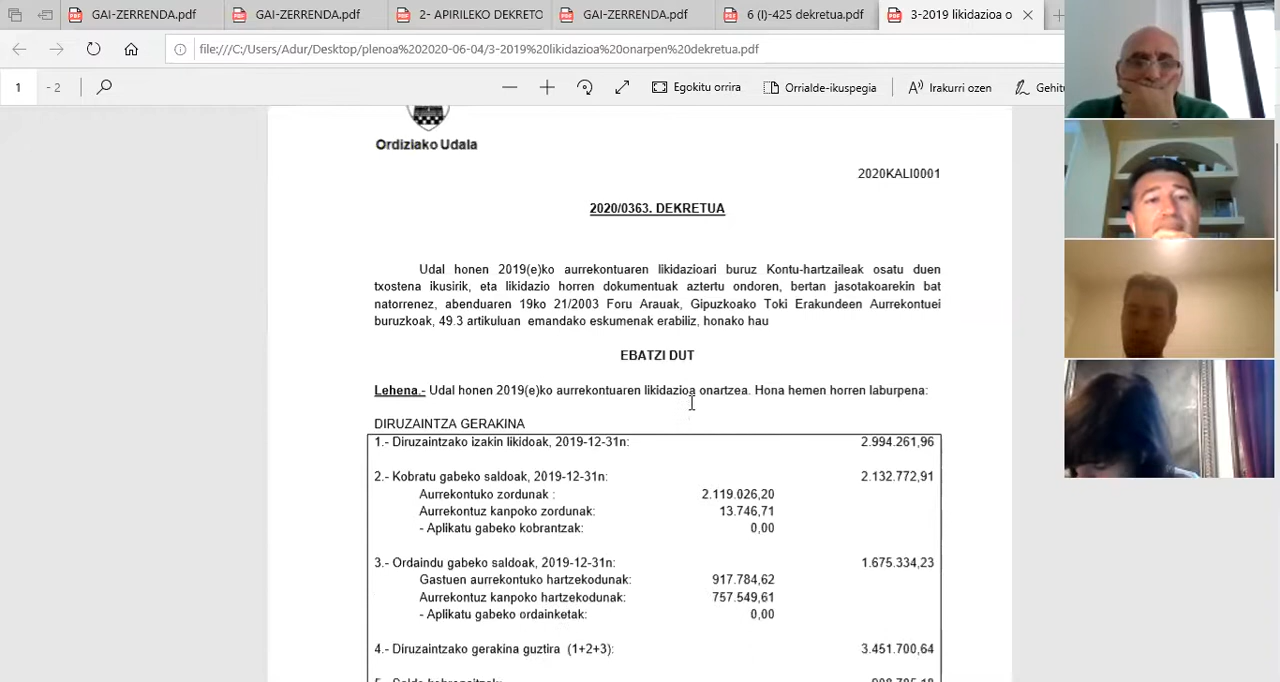 GAI-ZERRENDA.pdf
GAI-ZERRENDA.pdf
2- APIRILEKO DEKRETO
GAI-ZERRENDA.pdf
6 (I)-425 dekretua.pdf
3-2019 likidazioa o
file:///C:/Users/Adur/Desktop/plenoa%202020-06-04/3-2019%20likidazioa%20onarpen%20dekretua.pdf
1 - 2
Egokitu orrira
Orrialde-ikuspegia
Irakurri ozen
Gehit
Ordiziako Udala
2020KALI0001
2020/0363. DEKRETUA
Udal honen 2019(e)ko aurrekontuaren likidazioari buruz Kontu-hartzaileak osatu duen
txostena ikusirik, eta likidazio horren dokumentuak aztertu ondoren, bertan jasotakoarekin bat
natorrenez, abenduaren 19ko 21/2003 Foru Arauak, Gipuzkoako Toki Erakundeen Aurrekontuei
buruzkoak, 49.3 artikuluan emandako eskumenak erabiliz, honako hau
EBATZI DUT
Lehena.- Udal honen 2019(e)ko aurrekontuaren likidazioa onartzea. Hona hemen horren laburpena:
DIRUZAINTZA GERAKINA
1.- Diruzaintzako izakin likidoak, 2019-12-31n: 2.994.261,96
2.- Kobratu gabeko saldoak, 2019-12-31n: 2.132.772,91
Aurrekontuko zordunak : 2.119.026,20
Aurrekontuz kanpoko zordunak: 13.746,71
- Aplikatu gabeko kobrantzak: 0,00
3.- Ordaindu gabeko saldoak, 2019-12-31n: 1.675.334,23
Gastuen aurrekontuko hartzekodunak: 917.784,62
Aurrekontuz kanpoko hartzekodunak: 757.549,61
- Aplikatu gabeko ordainketak: 0,00
4.- Diruzaintzako gerakina guztira (1+2+3): 3.451.700,64